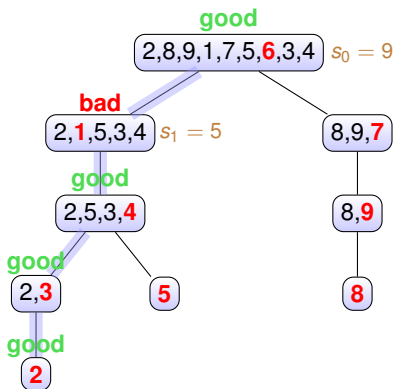 good
2,8,9,1,7,5,6,3,4 s₀ = 9
bad
2,1,5,3,4 s₁ = 5
8,9,7
good
2,5,3,4
8,9
good
2,3
5
8
good
2